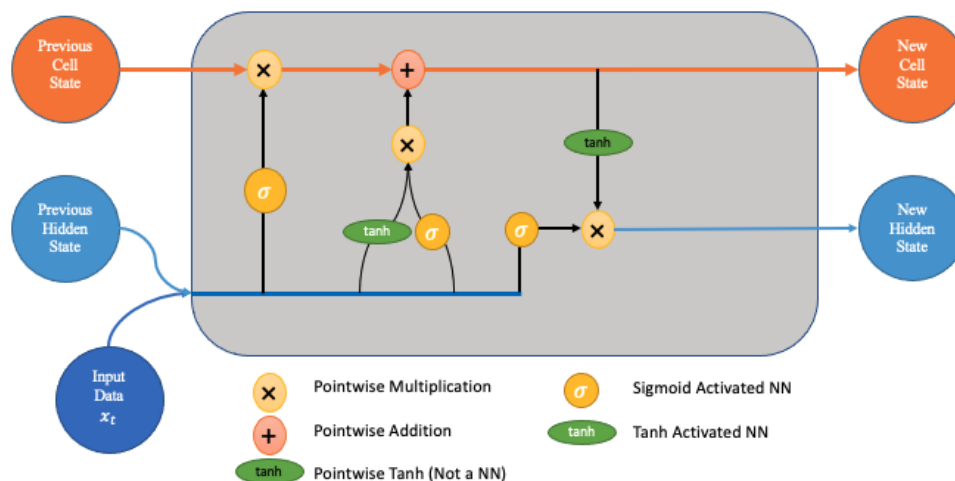 Previous
Cell
State
×
+
New
Cell
State
×
tanh
σ
Previous
Hidden
State
tanh
σ
σ
×
New
Hidden
State
Input
Data
xₜ
× Pointwise Multiplication
σ Sigmoid Activated NN
+ Pointwise Addition
tanh Tanh Activated NN
tanh Pointwise Tanh (Not a NN)